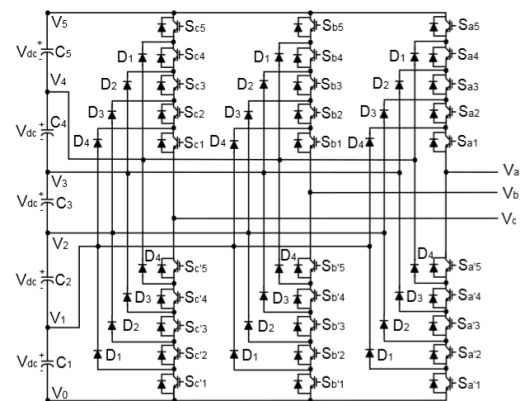 V5 Sc5 Sb5 Sa5
Vdc + - C5 D1 Sc4 D1 Sb4 D1 Sa4
V4 D2 Sc3 D2 Sb3 D2 Sa3
Vdc + - C4 D3 Sc2 D3 Sb2 D3 Sa2
D4 Sc1 D4 Sb1 D4 Sa1
V3 Va
Vdc + - C3 Vb
Vc
V2
D4 Sc'5 D4 Sb'5 D4 Sa'5
Vdc + - C2 D3 Sc'4 D3 Sb'4 D3 Sa'4
V1 D2 Sc'3 D2 Sb'3 D2 Sa'3
Vdc + - C1 D1 Sc'2 D1 Sb'2 D1 Sa'2
V0 Sc'1 Sb'1 Sa'1